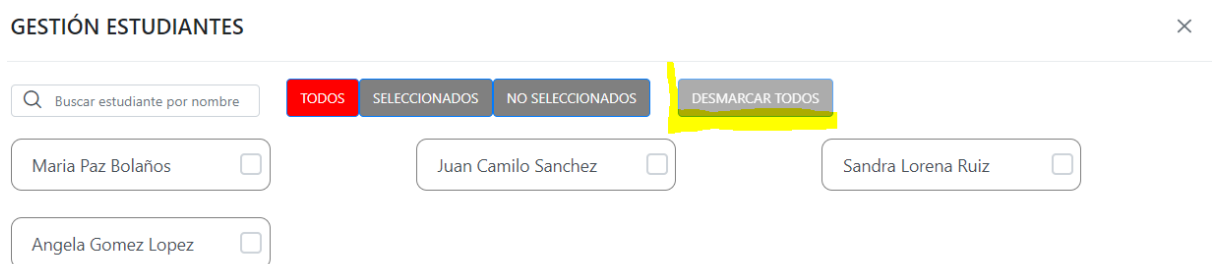 GESTIÓN ESTUDIANTES
Buscar estudiante por nombre
TODOS
SELECCIONADOS
NO SELECCIONADOS
DESMARCAR TODOS
Maria Paz Bolaños
Juan Camilo Sanchez
Sandra Lorena Ruiz
Angela Gomez Lopez